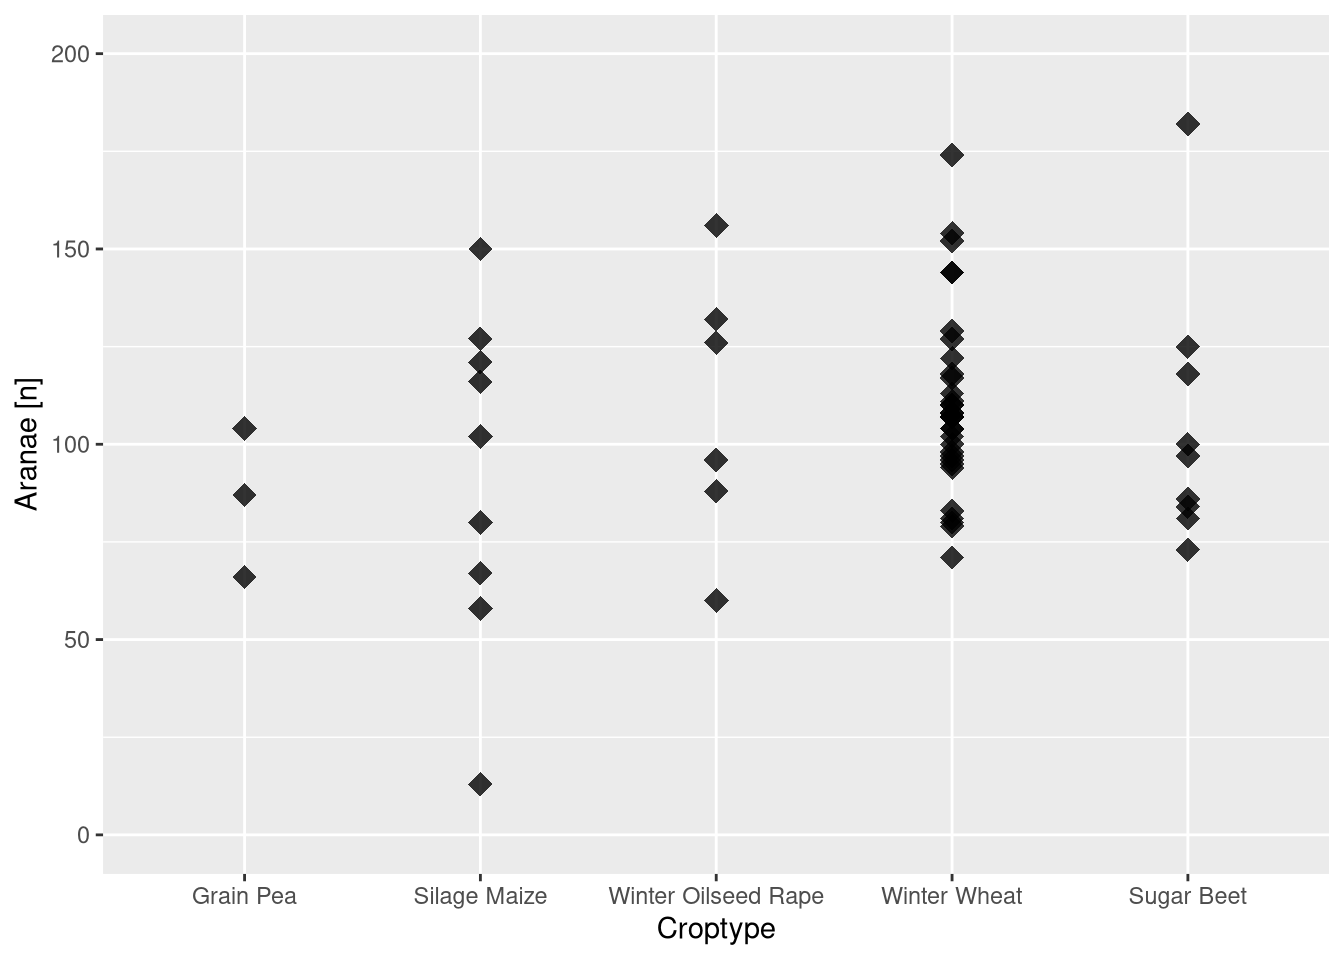 200
150
100
50
0
Aranae [n]
Grain Pea Silage Maize Winter Oilseed Rape Winter Wheat Sugar Beet
Croptype